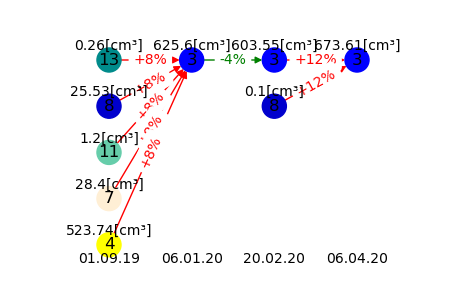 0.26[cm³] 625.6[cm³] 603.55[cm³] 673.61[cm³]
13 +8% 3 -4% 3 +12% 3
25.53[cm³] +8% 0.1[cm³] +12%
8 +8% 8
1.2[cm³] +8%
11 +8%
28.4[cm³]
7
523.74[cm³]
4
01.09.19 06.01.20 20.02.20 06.04.20